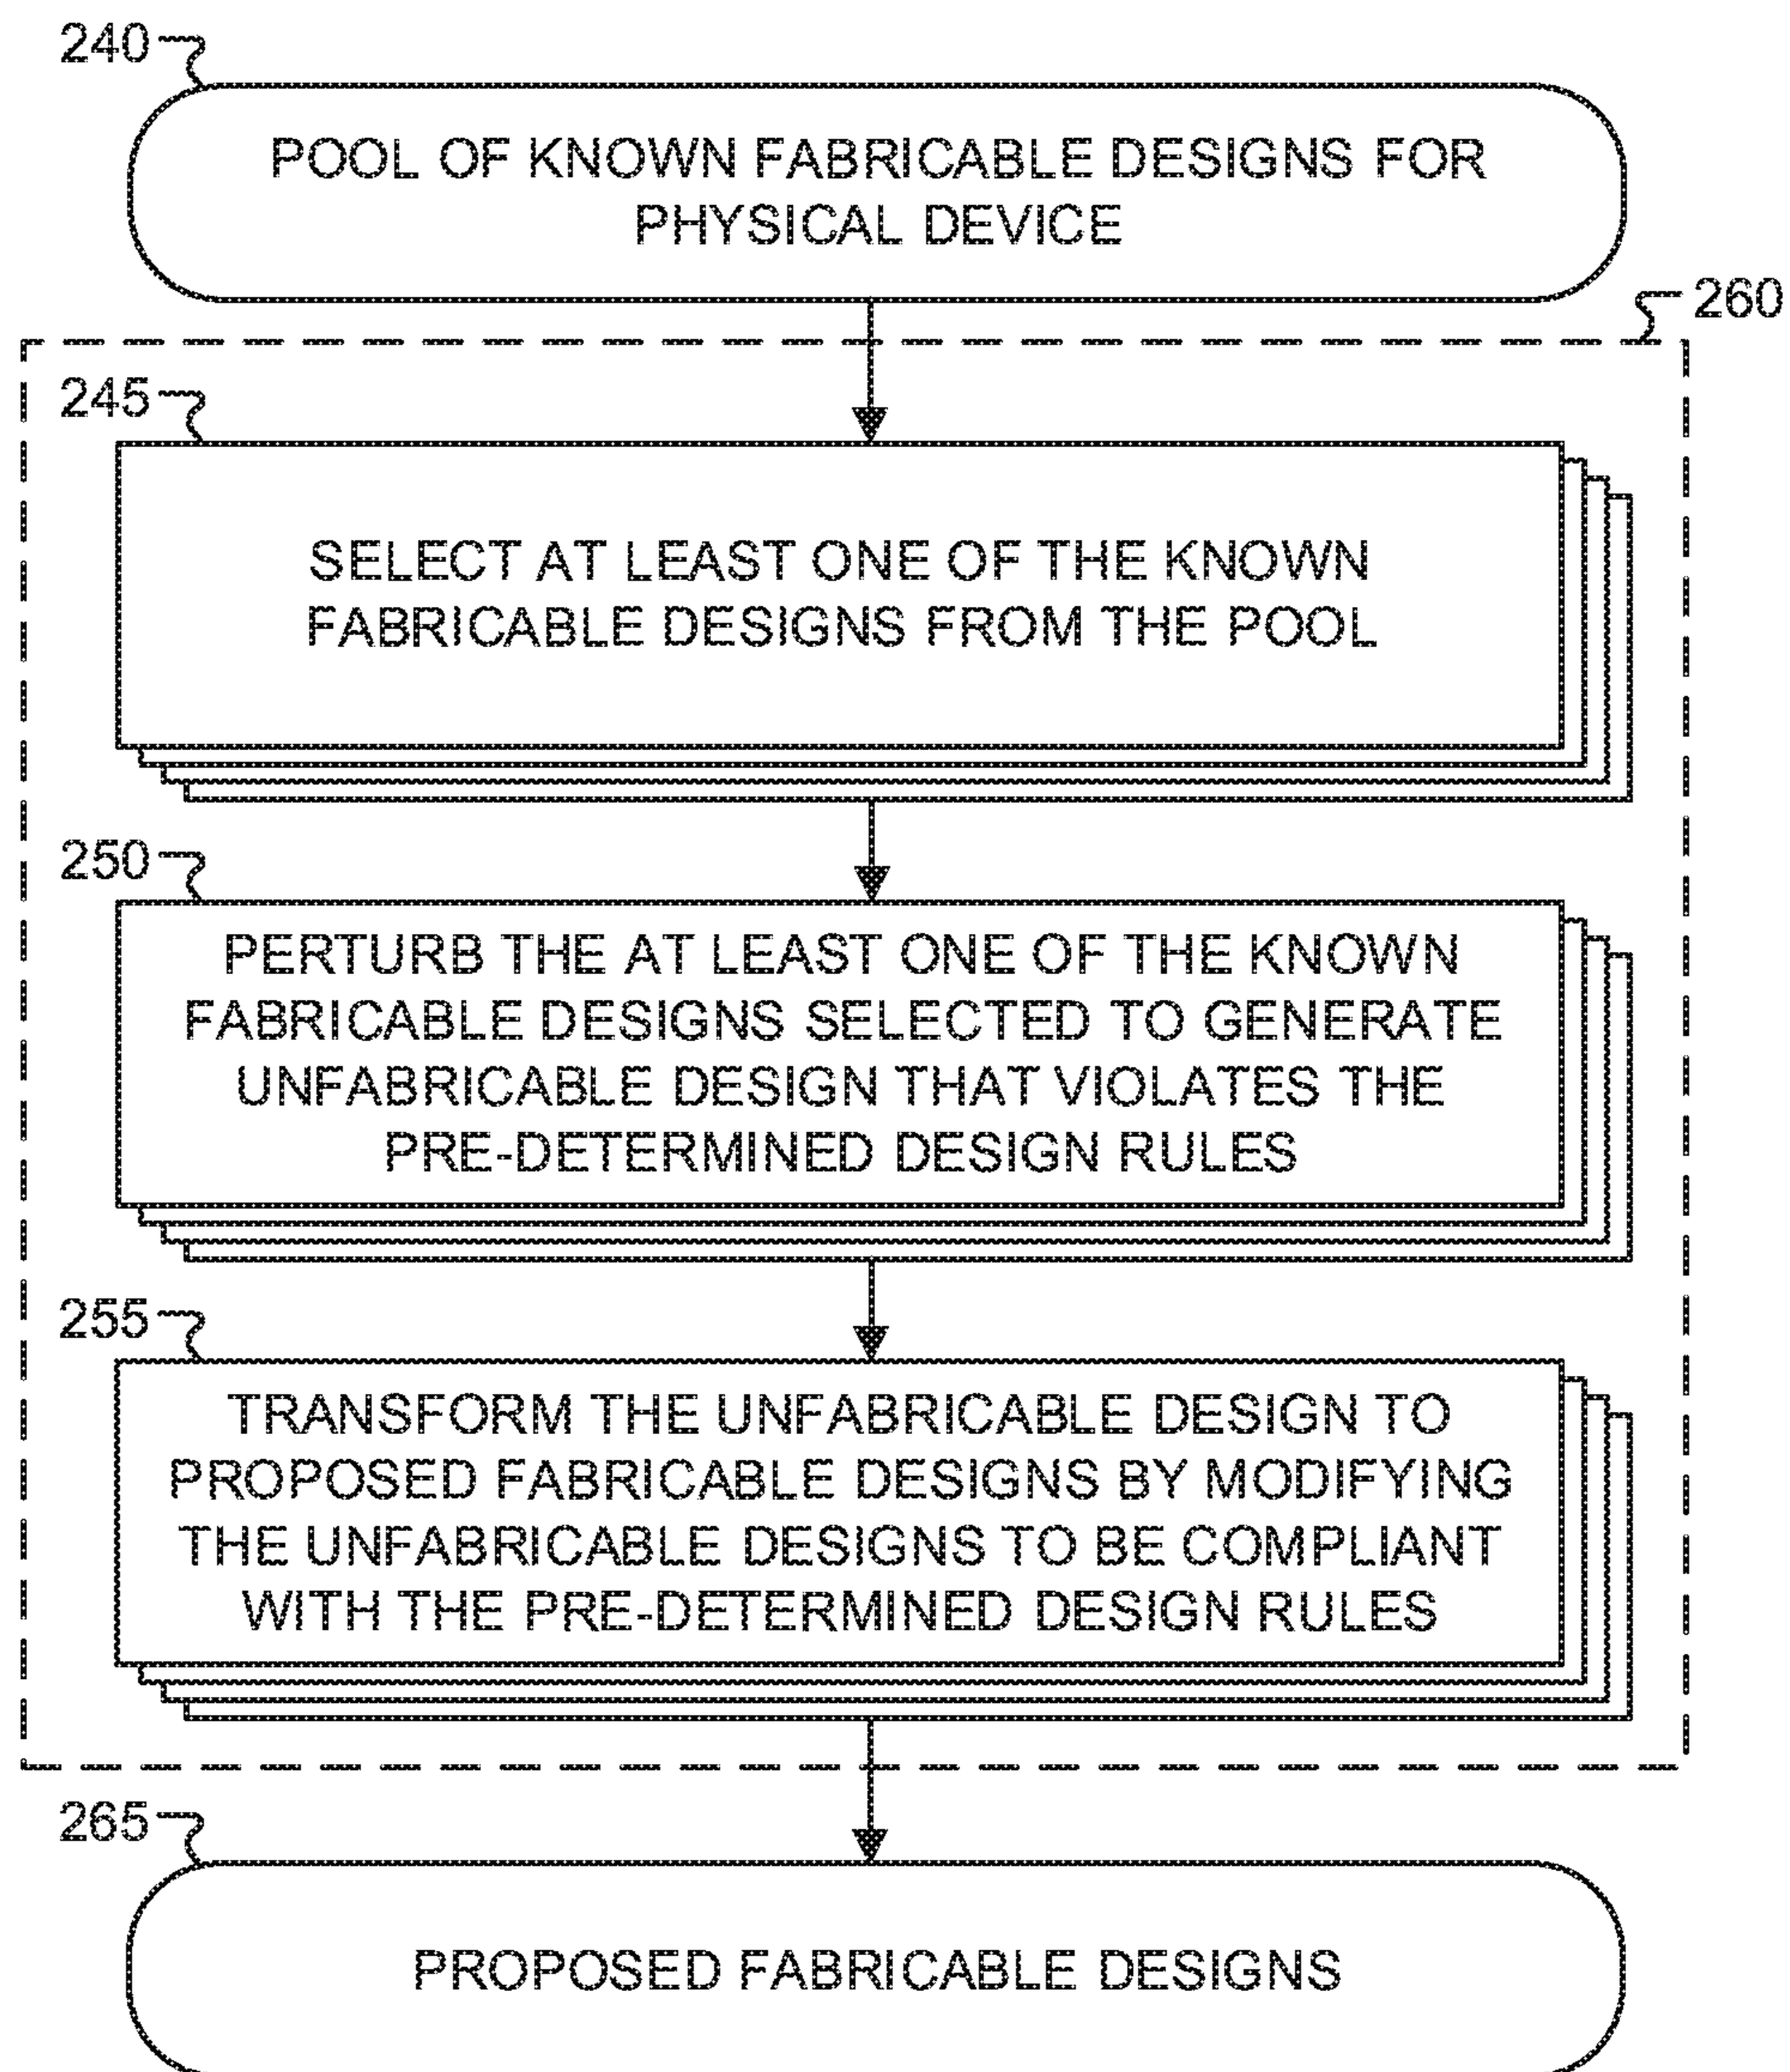 240
POOL OF KNOWN FABRICABLE DESIGNS FOR
PHYSICAL DEVICE
260
245
SELECT AT LEAST ONE OF THE KNOWN
FABRICABLE DESIGNS FROM THE POOL
250
PERTURB THE AT LEAST ONE OF THE KNOWN
FABRICABLE DESIGNS SELECTED TO GENERATE
UNFABRICABLE DESIGN THAT VIOLATES THE
PRE-DETERMINED DESIGN RULES
255
TRANSFORM THE UNFABRICABLE DESIGN TO
PROPOSED FABRICABLE DESIGNS BY MODIFYING
THE UNFABRICABLE DESIGNS TO BE COMPLIANT
WITH THE PRE-DETERMINED DESIGN RULES
265
PROPOSED FABRICABLE DESIGNS